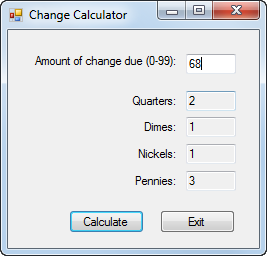 Change Calculator
Amount of change due (0-99): 68
Quarters: 2
Dimes: 1
Nickels: 1
Pennies: 3
Calculate Exit